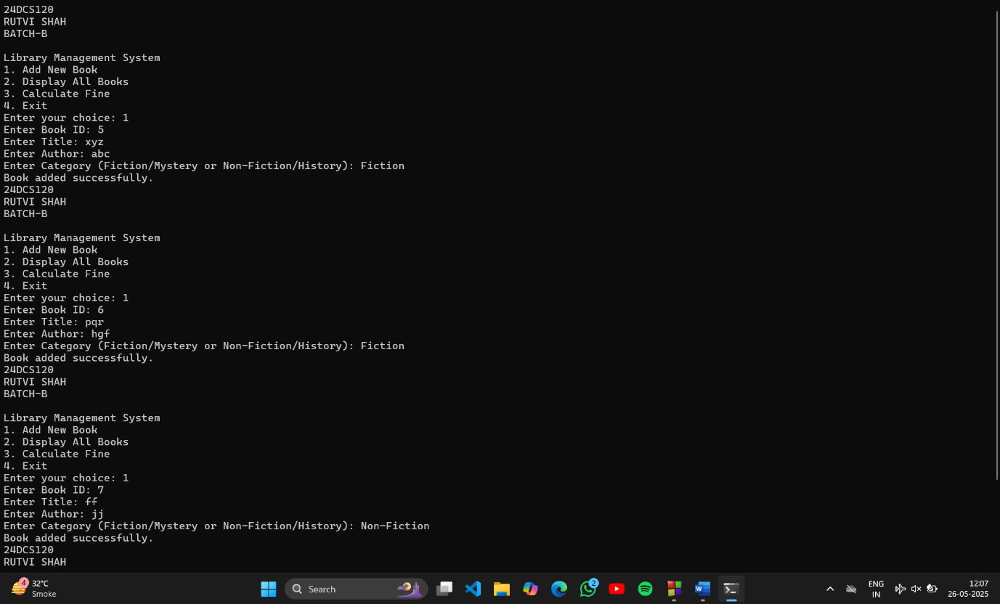 24DCS120
RUTVI SHAH
BATCH-B
Library Management System
1. Add New Book
2. Display All Books
3. Calculate Fine
4. Exit
Enter your choice: 1
Enter Book ID: 5
Enter Title: xyz
Enter Author: abc
Enter Category (Fiction/Mystery or Non-Fiction/History): Fiction
Book added successfully.
24DCS120
RUTVI SHAH
BATCH-B
Library Management System
1. Add New Book
2. Display All Books
3. Calculate Fine
4. Exit
Enter your choice: 1
Enter Book ID: 6
Enter Title: pqr
Enter Author: hgf
Enter Category (Fiction/Mystery or Non-Fiction/History): Fiction
Book added successfully.
24DCS120
RUTVI SHAH
BATCH-B
Library Management System
1. Add New Book
2. Display All Books
3. Calculate Fine
4. Exit
Enter your choice: 1
Enter Book ID: 7
Enter Title: ff
Enter Author: jj
Enter Category (Fiction/Mystery or Non-Fiction/History): Non-Fiction
Book added successfully.
24DCS120
RUTVI SHAH
4
32°C
Smoke
Search
2
W
ENG
IN
12:07
26-05-2025